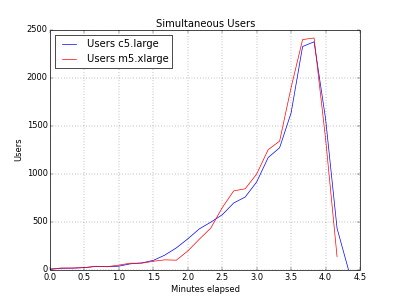 Simultaneous Users
Users c5.large
Users m5.xlarge
Users
2500
2000
1500
1000
500
0
0.0 0.5 1.0 1.5 2.0 2.5 3.0 3.5 4.0 4.5
Minutes elapsed